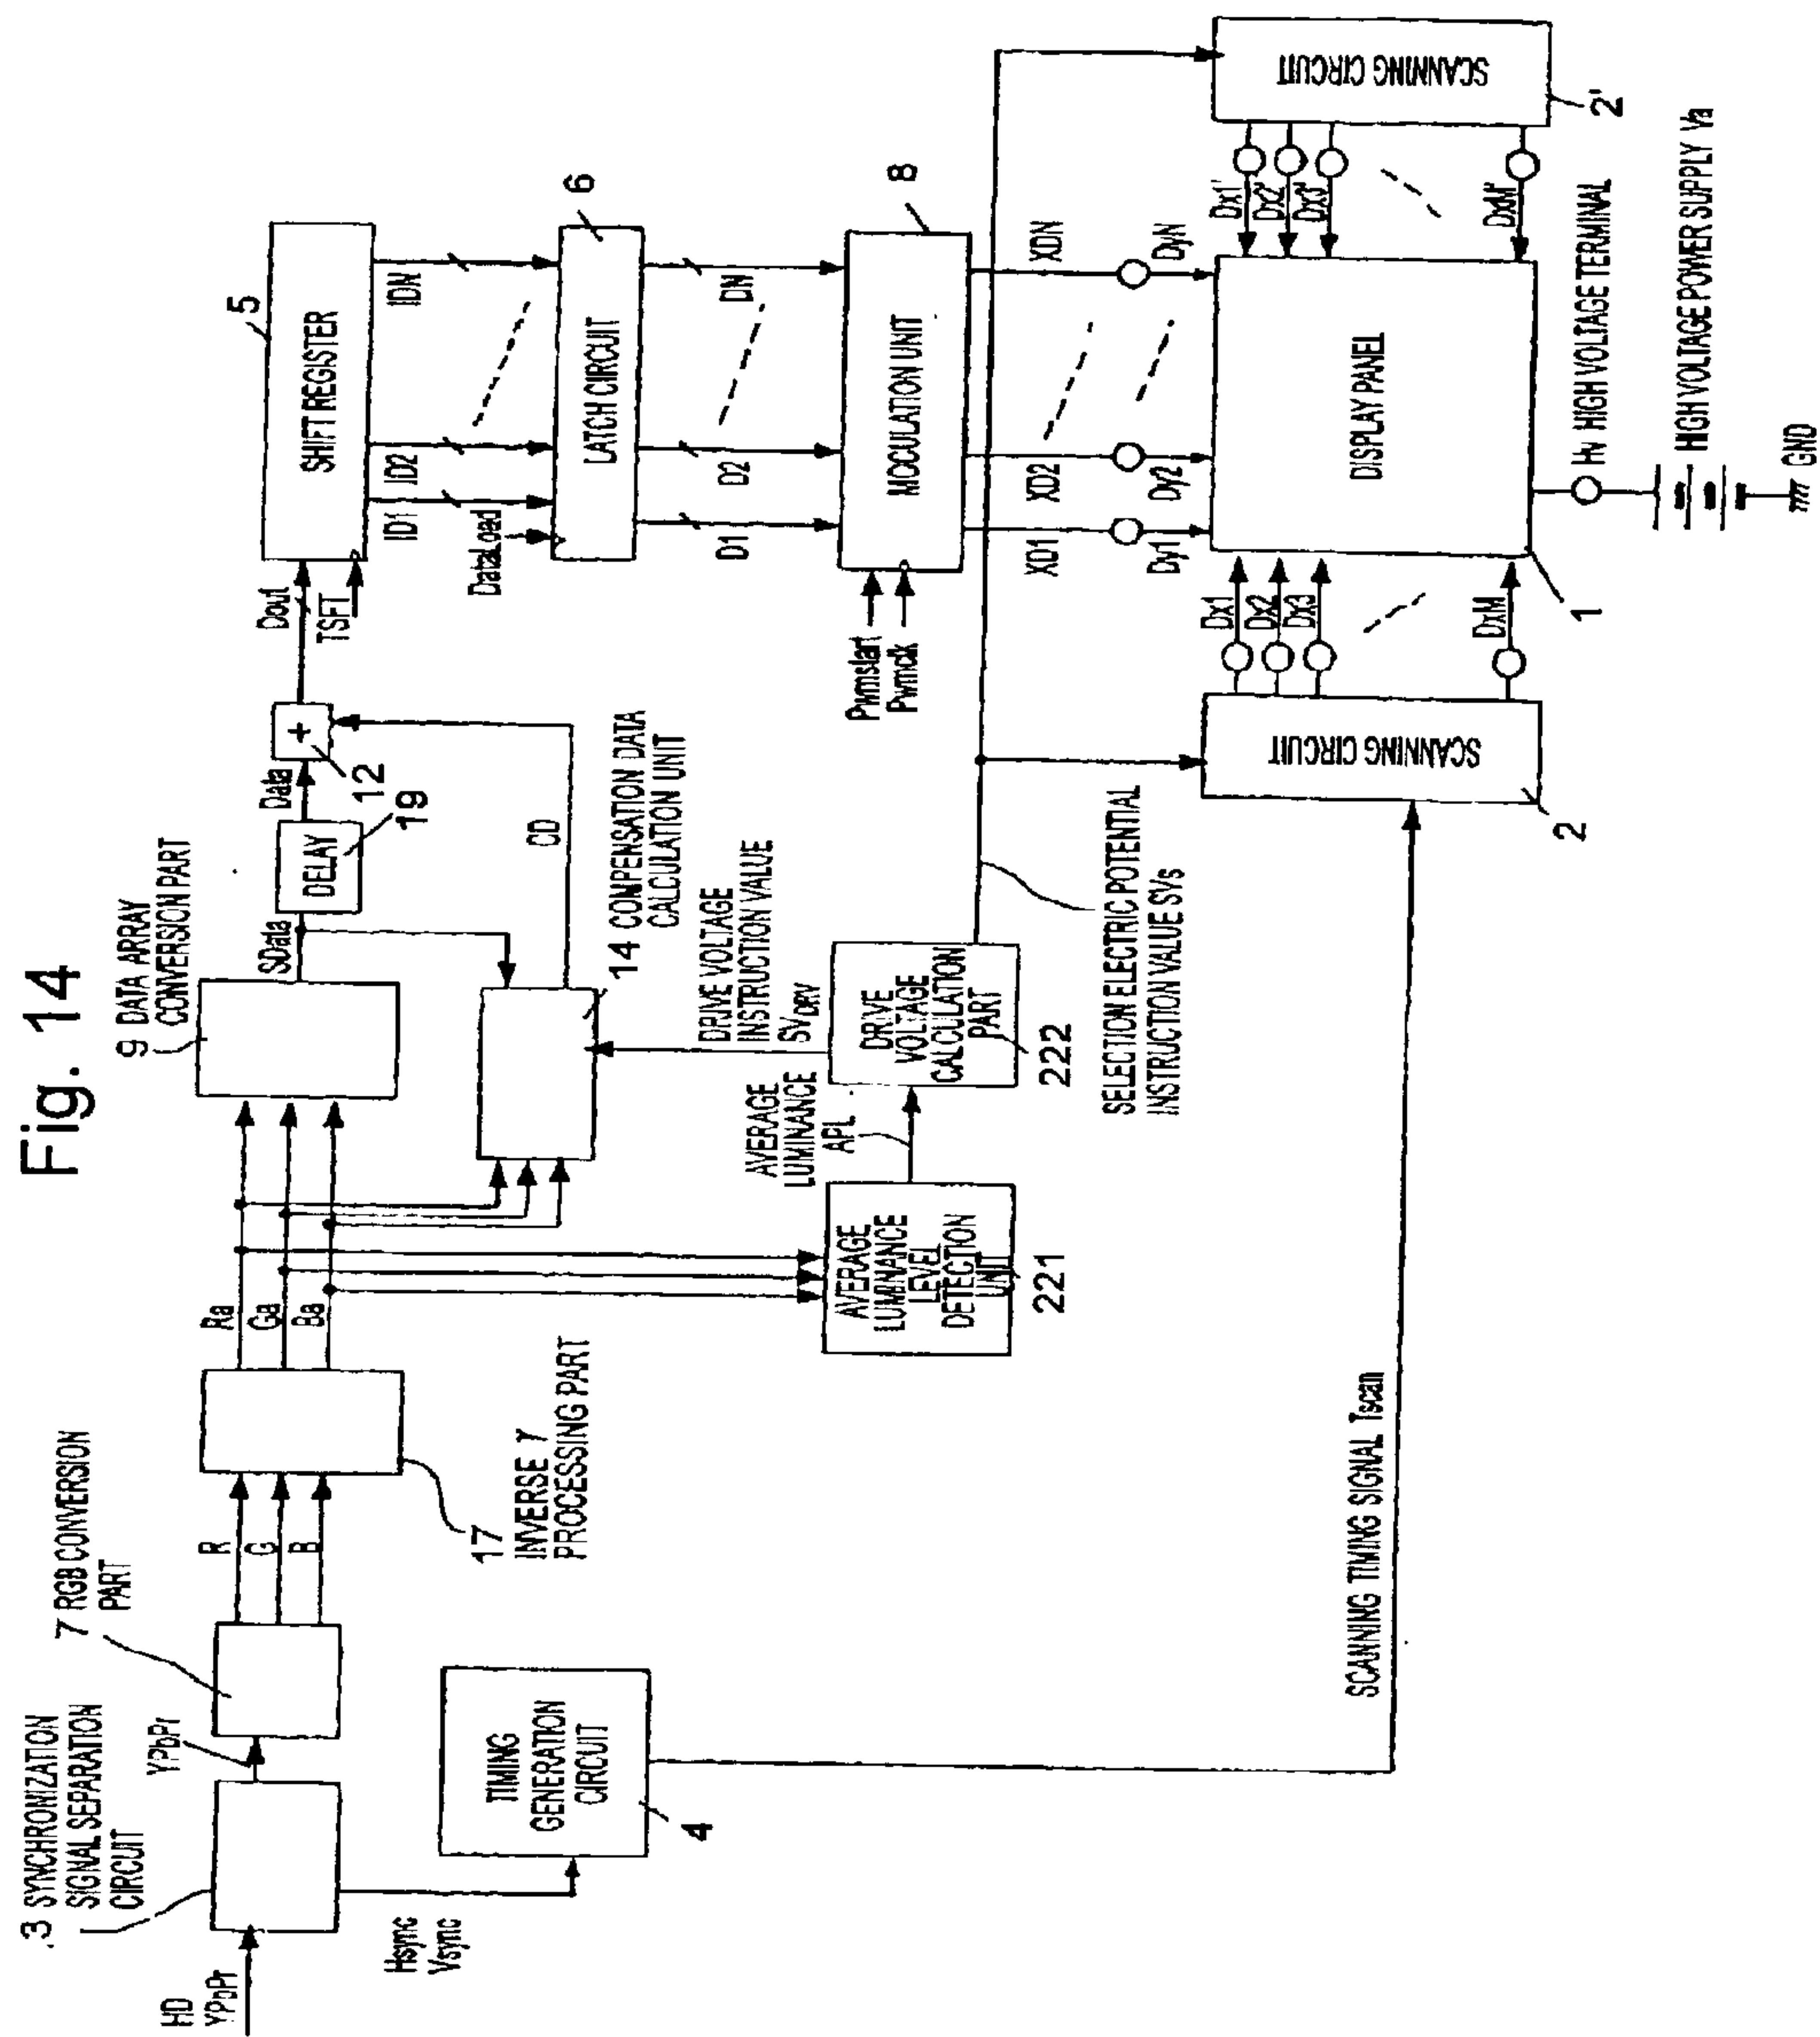 Fig. 14
HD
YPbPr
3 SYNCHRONIZATION
SIGNAL SEPARATION
CIRCUIT
Hsync
Vsync
YPbPr
7 RGB CONVERSION
PART
R
G
B
17
INVERSE γ
PROCESSING PART
Ra
Ga
Ba
9 DATA ARRAY
CONVERSION PART
SData
DELAY
19
Data
+
12
Dout
TSFT
5
SHIFT REGISTER
ID1
ID2
IDN
DataLoad
LATCH CIRCUIT
6
D1
D2
DN
Pwmstart
Pwmclk
MOCULATION UNIT
8
XD1
XD2
XDN
Dy1
Dy2
DyN
CD
14 COMPENSATION DATA
CALCULATION UNIT
DRIVE VOLTAGE
INSTRUCTION VALUE
SVDRV
AVERAGE
LUMINANCE
LEVEL
DETECTION
UNIT
221
AVERAGE
LUMINANCE
APL
DRIVE
VOLTAGE
CALCULATION
PART
222
SELECTION ELECTRIC POTENTIAL
INSTRUCTION VALUE SVs
TIMING
GENERATION
CIRCUIT
4
SCANNING TIMING SIGNAL Tscan
SCANNING CIRCUIT
2
Dx1
Dx2
Dx3
DxM
DISPLAY PANEL
1
Dx1'
Dx2'
Dx3'
DxM'
SCANNING CIRCUIT
2'
Hv HIGH VOLTAGE TERMINAL
HIGH VOLTAGE POWER SUPPLY Va
GND